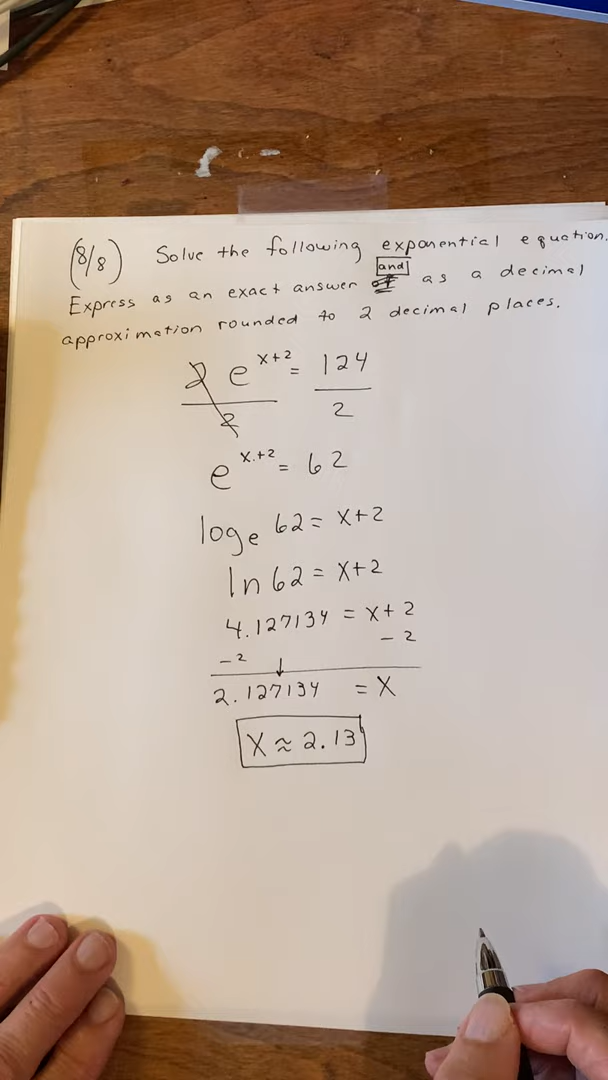 (8/8) Solve the following exponential equation.
Express as an exact answer and as a decimal
approximation rounded to 2 decimal places.
2 e^(x+2) = 124
2 2
e^(x+2) = 62
log_e 62 = x+2
ln 62 = x+2
4.127134 = x+2
-2 -2
2.127134 = x
x ≈ 2.13